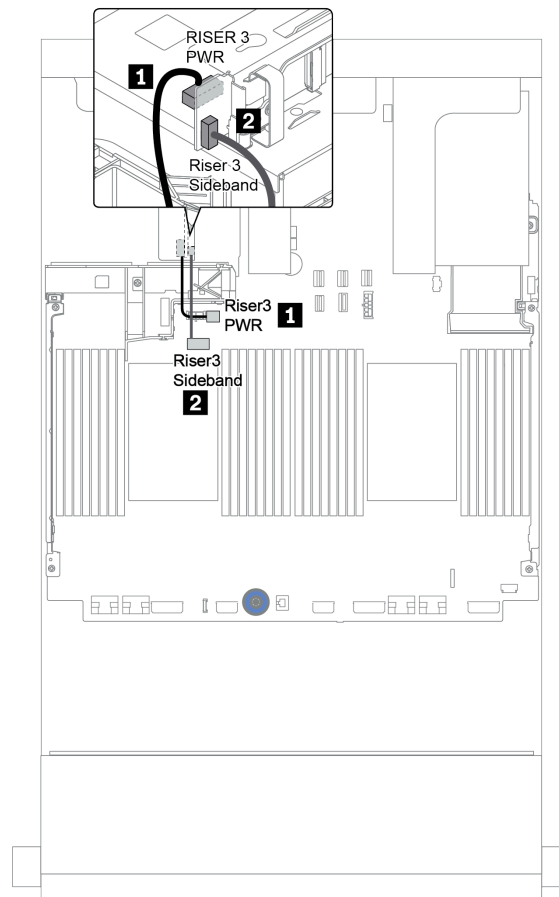 RISER 3
PWR
1
2
Riser 3
Sideband
Riser3
PWR
1
Riser3
Sideband
2